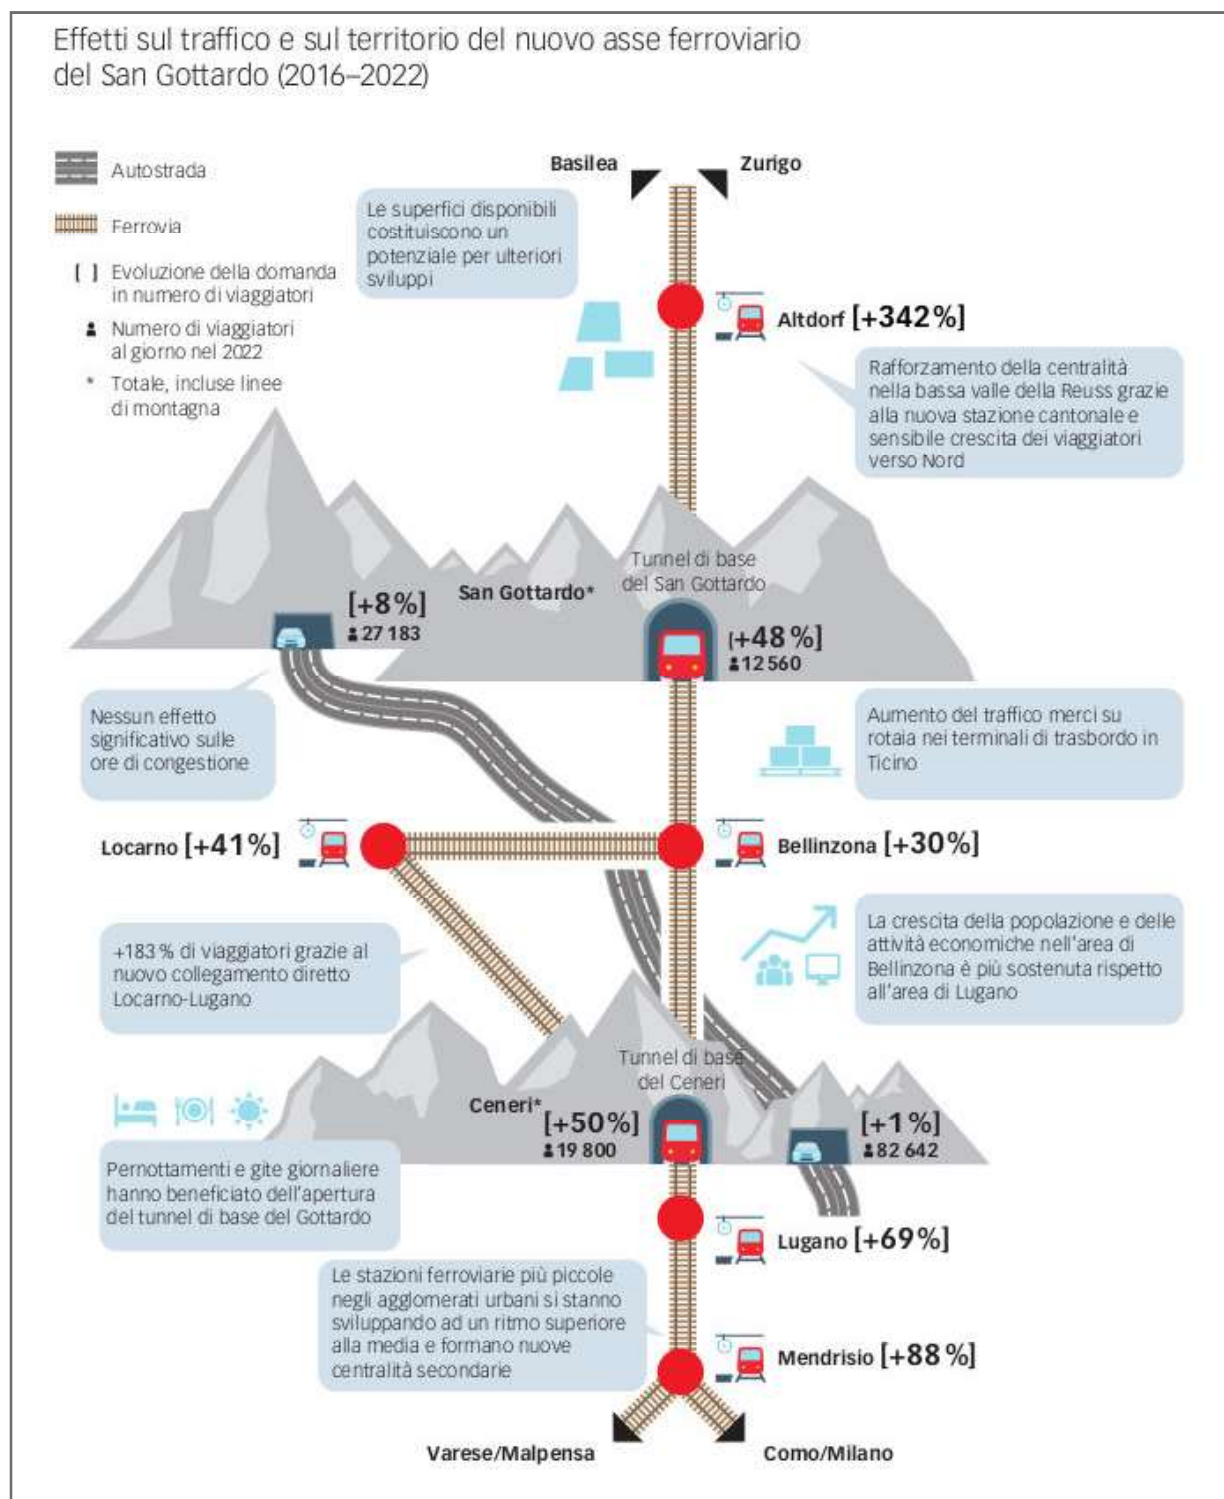 Effetti sul traffico e sul territorio del nuovo asse ferroviario
del San Gottardo (2016–2022)
Autostrada
Ferrovia
[ ] Evoluzione della domanda
in numero di viaggiatori
Numero di viaggiatori
al giorno nel 2022
* Totale, incluse linee
di montagna
Basilea
Zurigo
Le superfici disponibili
costituiscono un
potenziale per ulteriori
sviluppi
Altdorf [+342%]
Rafforzamento della centralità
nella bassa valle della Reuss grazie
alla nuova stazione cantonale e
sensibile crescita dei viaggiatori
verso Nord
Tunnel di base
del San Gottardo
San Gottardo*
[+8%]
27 183
(+48%]
12 560
Nessun effetto
significativo sulle
ore di congestione
Aumento del traffico merci su
rotaia nei terminali di trasbordo in
Ticino
Locarno [+41%]
Bellinzona [+30%]
+183 % di viaggiatori grazie al
nuovo collegamento diretto
Locarno-Lugano
La crescita della popolazione e delle
attività economiche nell'area di
Bellinzona è più sostenuta rispetto
all'area di Lugano
Tunnel di base
del Ceneri
Ceneri*
[+50%]
19 800
[+1%]
82 642
Pernottamenti e gite giornaliere
hanno beneficiato dell'apertura
del tunnel di base del Gottardo
Lugano [+69%]
Le stazioni ferroviarie più piccole
negli agglomerati urbani si stanno
sviluppando ad un ritmo superiore
alla media e formano nuove
centralità secondarie
Mendrisio [+88%]
Varese/Malpensa
Como/Milano